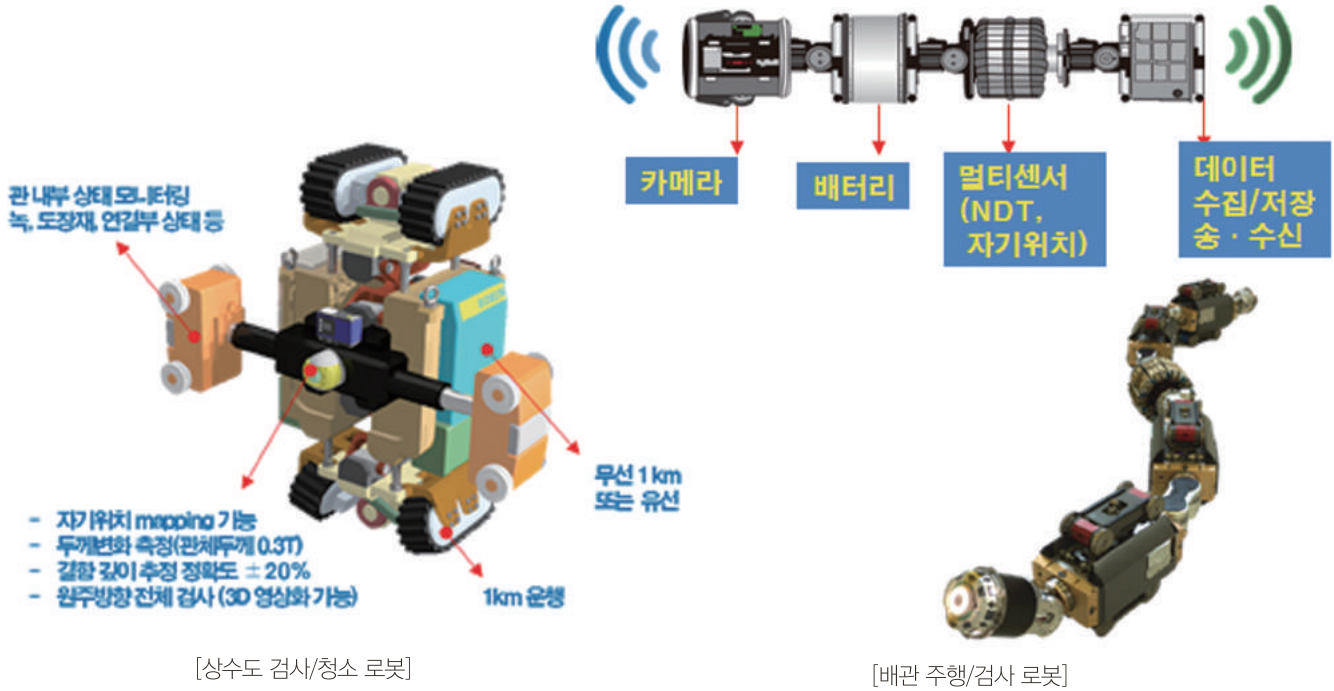 관 내부 상태 모니터링
녹, 도장재, 연결부 상태 등
무선 1 km
또는 유선
- 자기위치 mapping 기능
- 두께변화 측정(관체두께 0.3T)
- 결함 깊이 추정 정확도 ±20%
- 원주방향 전체 검사 (3D 영상화 가능)
1km 운행
[상수도 검사/청소 로봇]
카메라
배터리
멀티센서
(NDT,
자기위치)
데이터
수집/저장
송·수신
[배관 주행/검사 로봇]